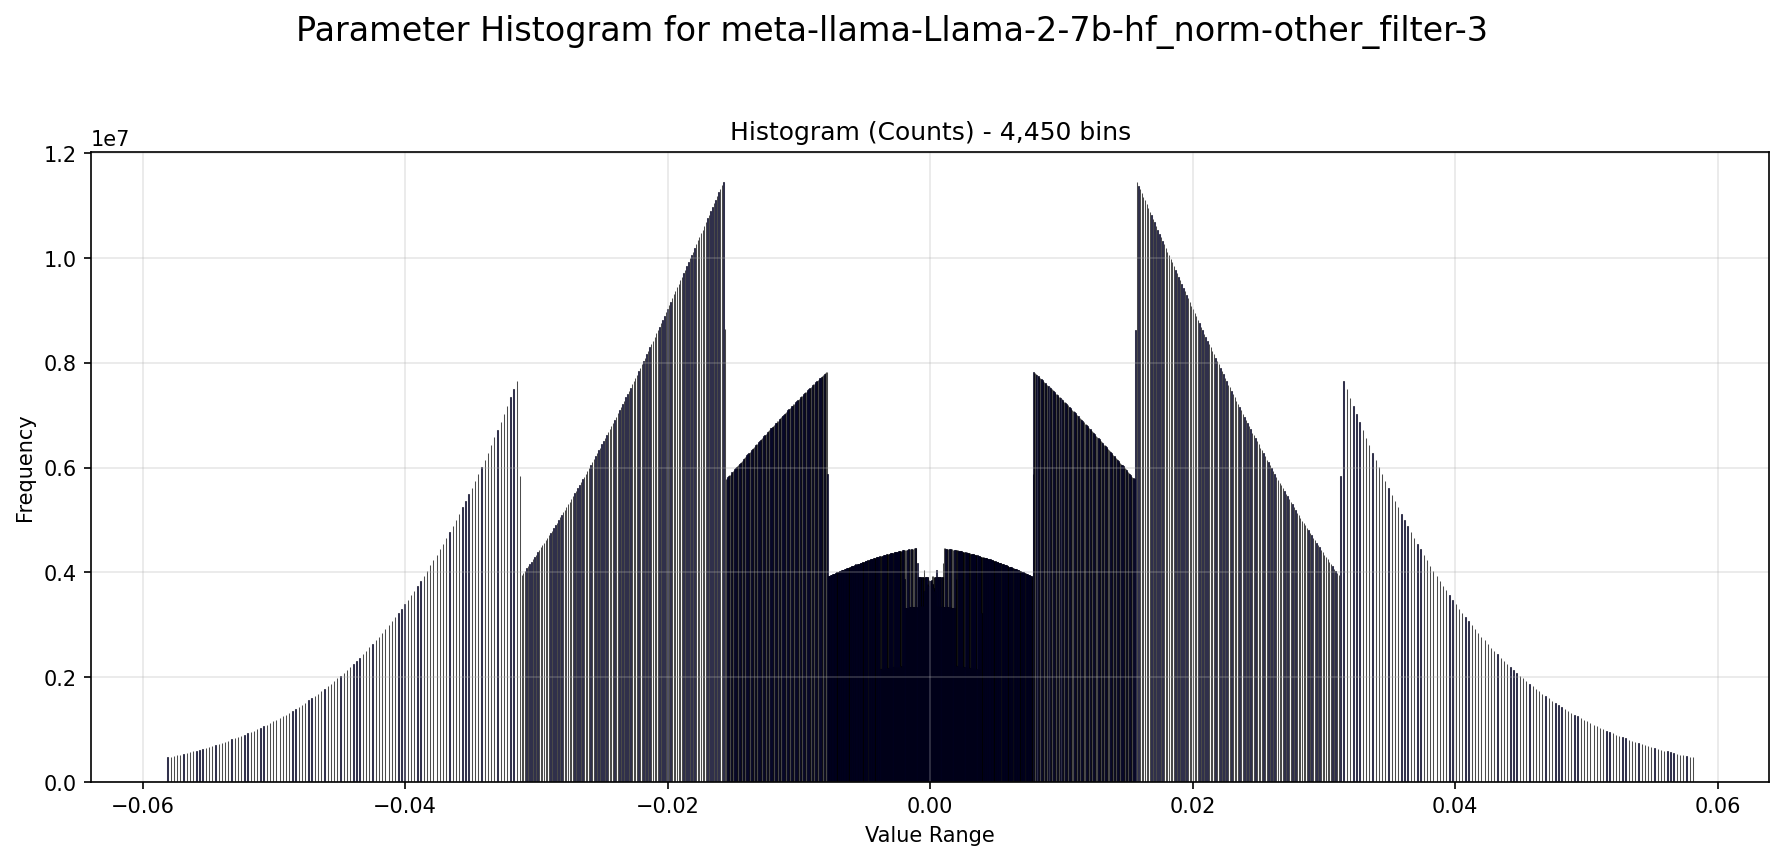 Parameter Histogram for meta-llama-Llama-2-7b-hf_norm-other_filter-3
Histogram (Counts) - 4,450 bins
1e7
1.2
1.0
0.8
0.6
0.4
0.2
0.0
Frequency
−0.06 −0.04 −0.02 0.00 0.02 0.04 0.06
Value Range